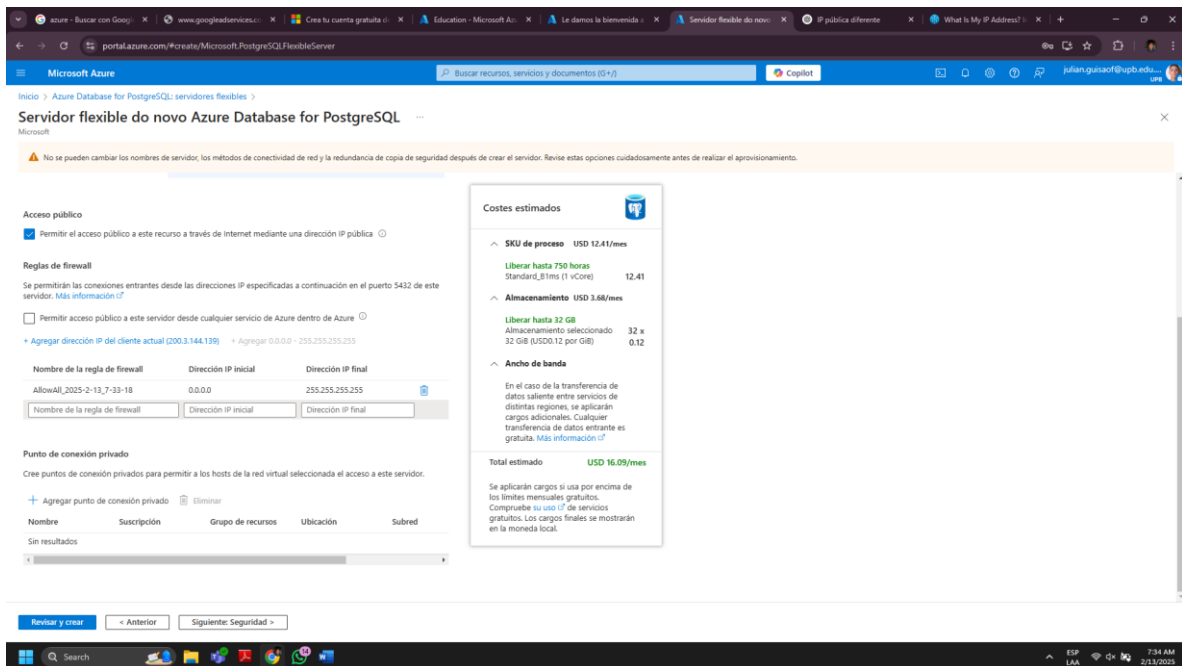 azure - Buscar con Googl
www.googleadservices.co
Crea tu cuenta gratuita d
Education - Microsoft Az
Le damos la bienvenida a
Servidor flexible do novo
IP pública diferente
What Is My IP Address?
portal.azure.com/#create/Microsoft.PostgreSQLFlexibleServer
Microsoft Azure
Buscar recursos, servicios y documentos (G+/)
Copilot
julian.guisaof@upb.edu....
UPB
Inicio > Azure Database for PostgreSQL: servidores flexibles >
Servidor flexible do novo Azure Database for PostgreSQL ...
Microsoft
No se pueden cambiar los nombres de servidor, los métodos de conectividad de red y la redundancia de copia de seguridad después de crear el servidor. Revise estas opciones cuidadosamente antes de realizar el aprovisionamiento.
Acceso público
Permitir el acceso público a este recurso a través de Internet mediante una dirección IP pública
Reglas de firewall
Se permitirán las conexiones entrantes desde las direcciones IP especificadas a continuación en el puerto 5432 de este
servidor. Más información
Permitir acceso público a este servidor desde cualquier servicio de Azure dentro de Azure
+ Agregar dirección IP del cliente actual (200.3.144.139) + Agregar 0.0.0.0 - 255.255.255.255
Nombre de la regla de firewall Dirección IP inicial Dirección IP final
AllowAll_2025-2-13_7-33-18 0.0.0.0 255.255.255.255
Nombre de la regla de firewall Dirección IP inicial Dirección IP final
Punto de conexión privado
Cree puntos de conexión privados para permitir a los hosts de la red virtual seleccionada el acceso a este servidor.
+ Agregar punto de conexión privado Eliminar
Nombre Suscripción Grupo de recursos Ubicación Subred
Sin resultados
Costes estimados
SKU de proceso USD 12.41/mes
Liberar hasta 750 horas
Standard_B1ms (1 vCore) 12.41
Almacenamiento USD 3.68/mes
Liberar hasta 32 GB
Almacenamiento seleccionado 32 x
32 GiB (USD0.12 por GiB) 0.12
Ancho de banda
En el caso de la transferencia de
datos saliente entre servicios de
distintas regiones, se aplicarán
cargos adicionales. Cualquier
transferencia de datos entrante es
gratuita. Más información
Total estimado USD 16.09/mes
Se aplicarán cargos si usa por encima de
los límites mensuales gratuitos.
Compruebe su uso de servicios
gratuitos. Los cargos finales se mostrarán
en la moneda local.
Revisar y crear
< Anterior
Siguiente: Seguridad >
Search
ESP
LAA
7:34 AM
2/13/2025